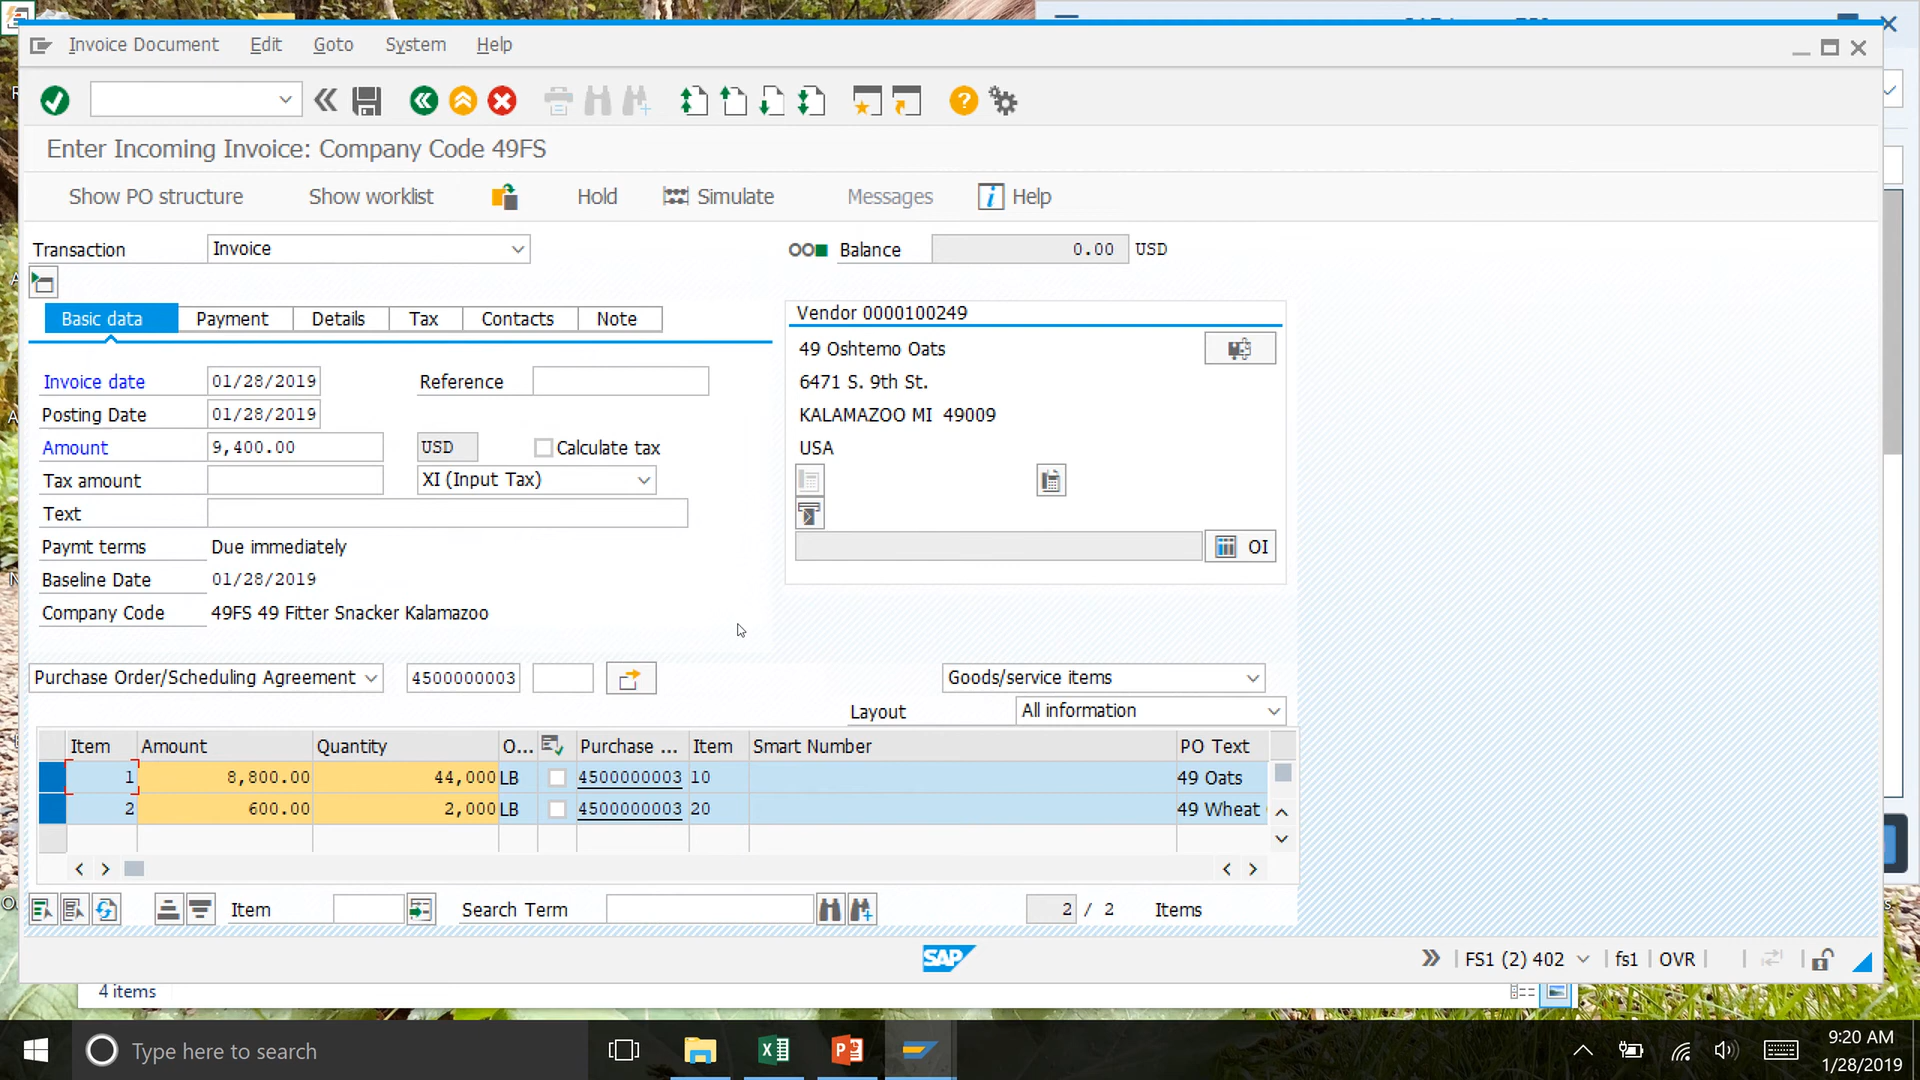 Invoice Document Edit Goto System Help
Enter Incoming Invoice: Company Code 49FS
Show PO structure Show worklist Hold Simulate Messages Help
Transaction Invoice Balance 0.00 USD
Basic data Payment Details Tax Contacts Note
Vendor 0000100249
49 Oshtemo Oats
6471 S. 9th St.
KALAMAZOO MI 49009
USA
OI
Invoice date 01/28/2019 Reference
Posting Date 01/28/2019
Amount 9,400.00 USD Calculate tax
Tax amount XI (Input Tax)
Text
Paymt terms Due immediately
Baseline Date 01/28/2019
Company Code 49FS 49 Fitter Snacker Kalamazoo
Purchase Order/Scheduling Agreement 4500000003 Goods/service items
Layout All information
Item Amount Quantity O... Purchase ... Item Smart Number PO Text
1 8,800.00 44,000 LB 4500000003 10 49 Oats
2 600.00 2,000 LB 4500000003 20 49 Wheat
Item Search Term 2 / 2 Items
SAP FS1 (2) 402 fs1 OVR
4 items
Type here to search
9:20 AM
1/28/2019